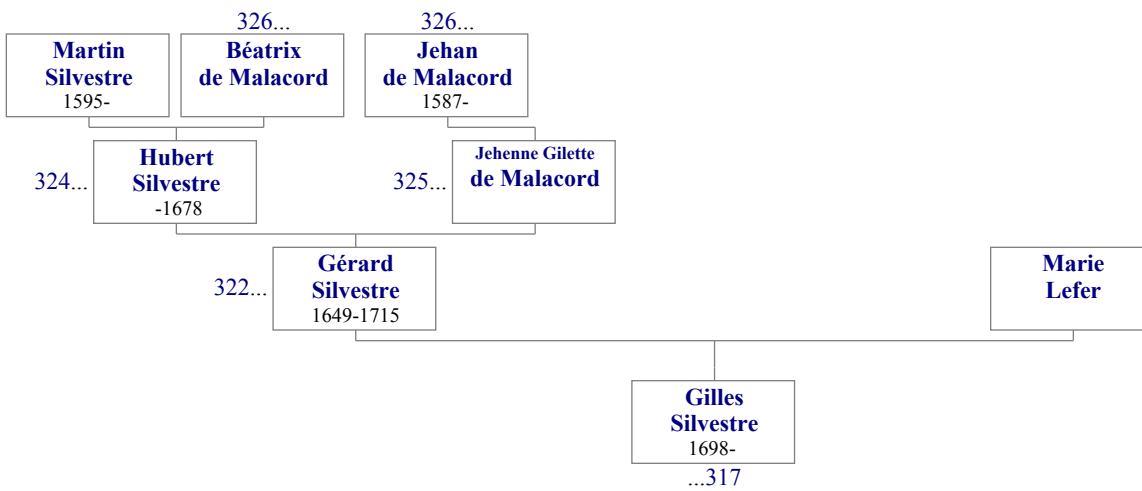 326...
326...
Martin
Silvestre
1595-
Béatrix
de Malacord
Jehan
de Malacord
1587-
324...
Hubert
Silvestre
-1678
325...
Jehenne Gilette
de Malacord
322...
Gérard
Silvestre
1649-1715
Marie
Lefer
Gilles
Silvestre
1698-
...317